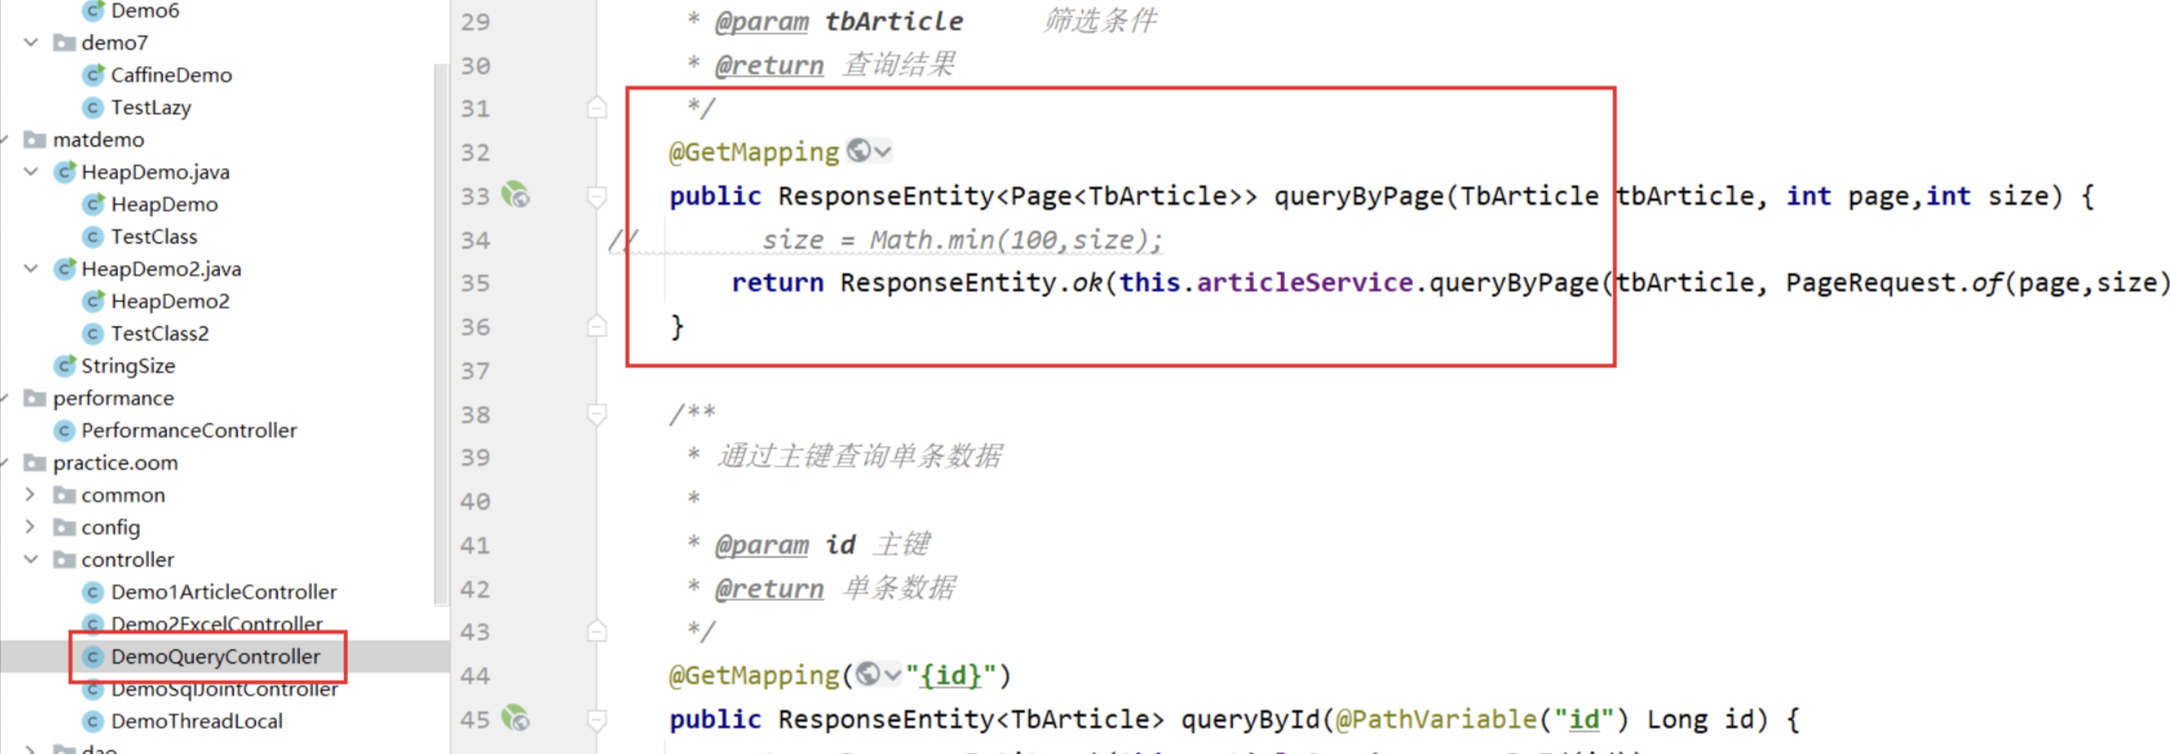 Demo6
demo7
CaffineDemo
TestLazy
matdemo
HeapDemo.java
HeapDemo
TestClass
HeapDemo2.java
HeapDemo2
TestClass2
StringSize
performance
PerformanceController
practice.oom
common
config
controller
Demo1ArticleController
Demo2ExcelController
DemoQueryController
DemoSqlJointController
DemoThreadLocal
dao
29 * @param tbArticle 筛选条件
30 * @return 查询结果
31 */
32 @GetMapping
33 public ResponseEntity<Page<TbArticle>> queryByPage(TbArticle tbArticle, int page,int size) {
34 // size = Math.min(100,size);
35 return ResponseEntity.ok(this.articleService.queryByPage(tbArticle, PageRequest.of(page,size)
36 }
37
38 /**
39 * 通过主键查询单条数据
40 *
41 * @param id 主键
42 * @return 单条数据
43 */
44 @GetMapping("{id}")
45 public ResponseEntity<TbArticle> queryById(@PathVariable("id") Long id) {